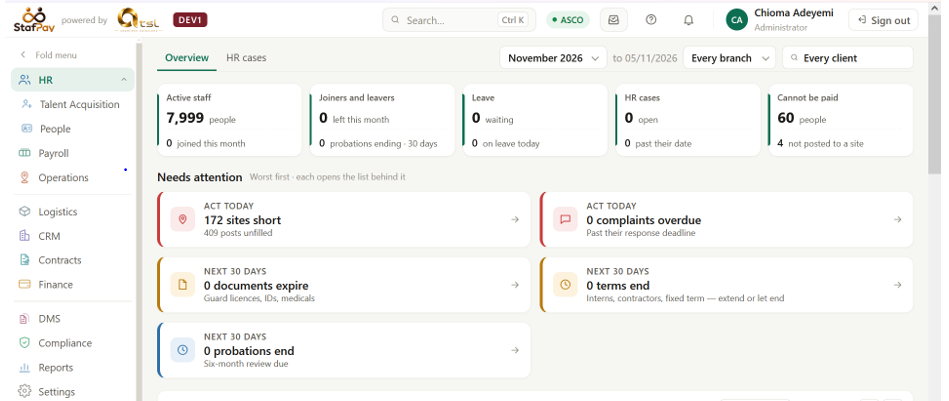 StafPay
powered by
tsl
DEV1
Search...
Ctrl K
ASCO
CA
Chioma Adeyemi
Administrator
Sign out
Fold menu
HR
Talent Acquisition
People
Payroll
Operations
Logistics
CRM
Contracts
Finance
DMS
Compliance
Reports
Settings
Overview
HR cases
November 2026
to 05/11/2026
Every branch
Every client
Active staff
7,999 people
0 joined this month
Joiners and leavers
0 left this month
0 probations ending · 30 days
Leave
0 waiting
0 on leave today
HR cases
0 open
0 past their date
Cannot be paid
60 people
4 not posted to a site
Needs attention
Worst first · each opens the list behind it
ACT TODAY
172 sites short
409 posts unfilled
ACT TODAY
0 complaints overdue
Past their response deadline
NEXT 30 DAYS
0 documents expire
Guard licences, IDs, medicals
NEXT 30 DAYS
0 terms end
Interns, contractors, fixed term — extend or let end
NEXT 30 DAYS
0 probations end
Six-month review due